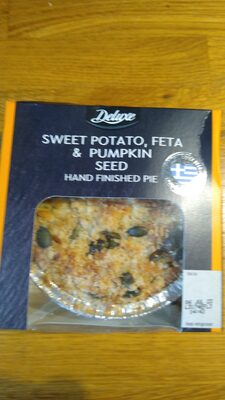 Deluxe
SWEET POTATO, FETA
& PUMPKIN
SEED
HAND FINISHED PIE